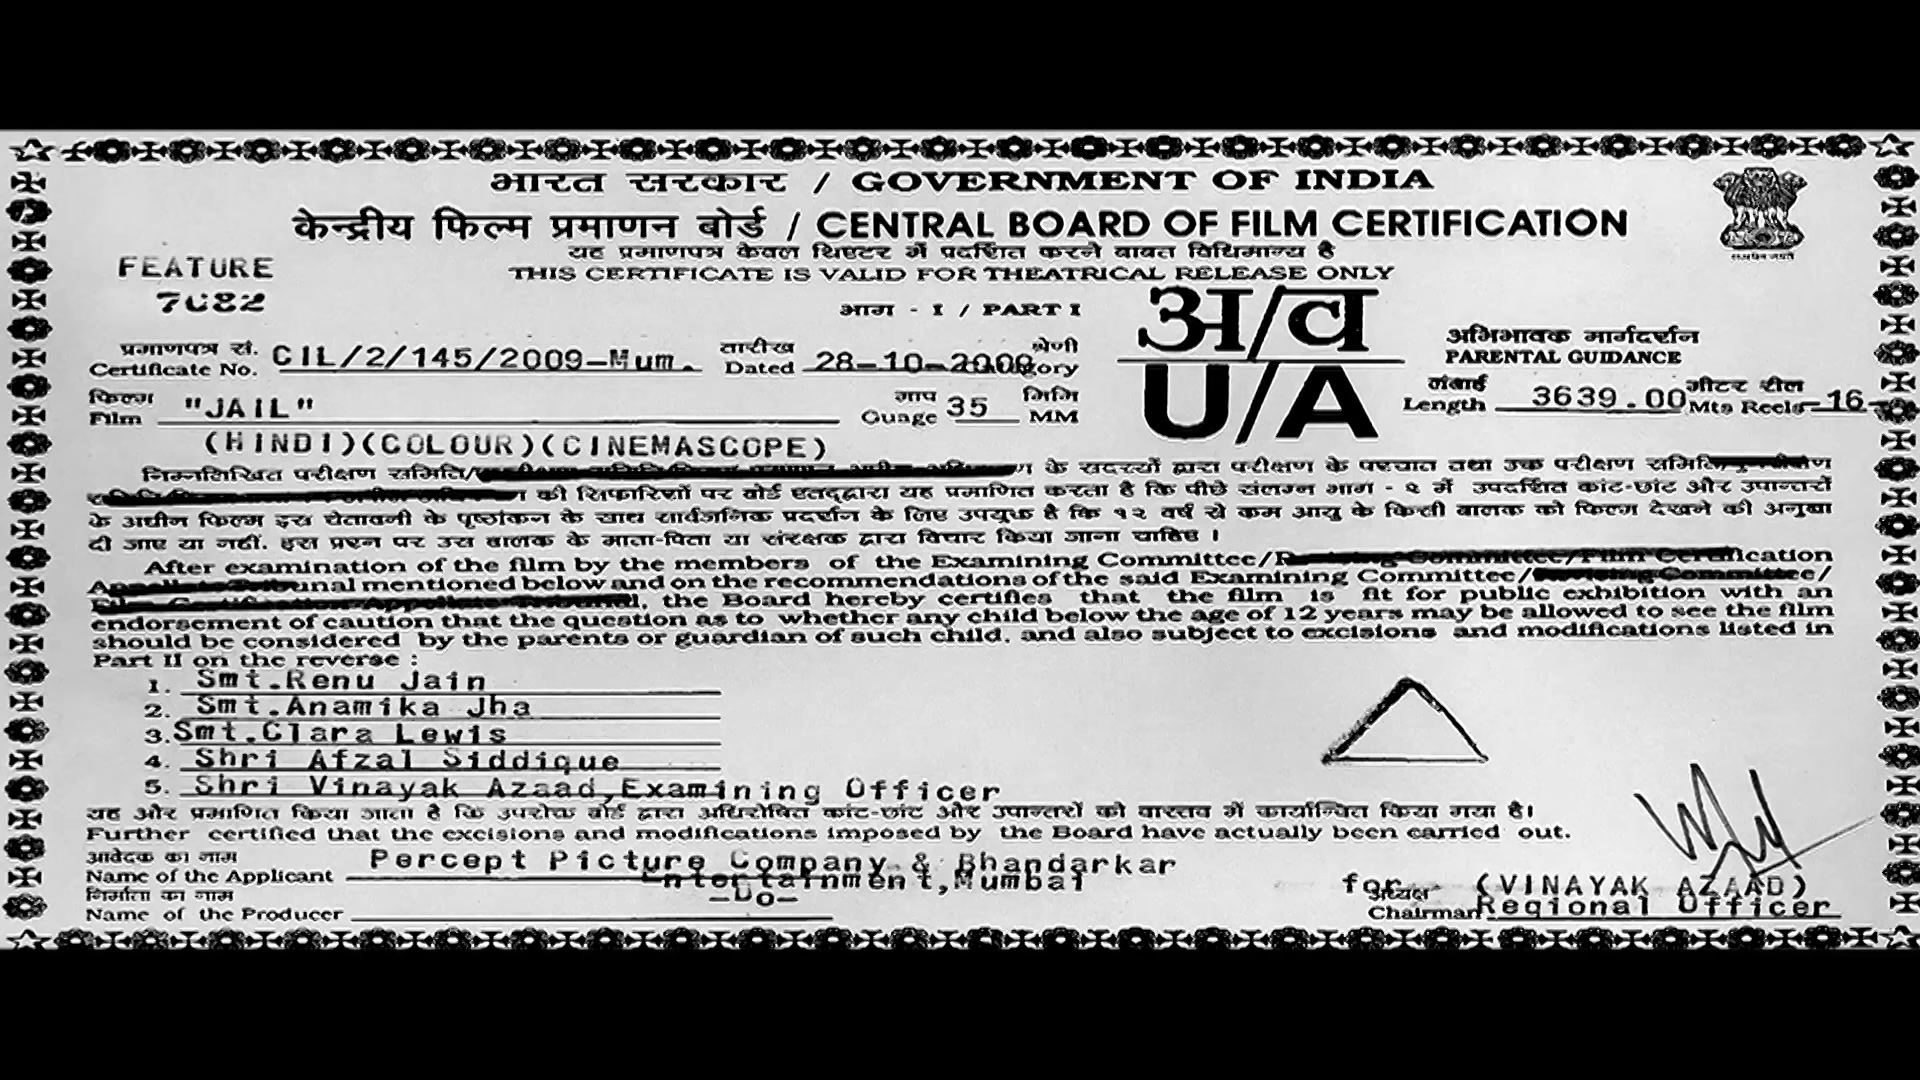 भारत सरकार / GOVERNMENT OF INDIA
केन्द्रीय फिल्म प्रमाणन बोर्ड / CENTRAL BOARD OF FILM CERTIFICATION
यह प्रमाणपत्र केवल थिएटर में प्रदर्शित करने बाबत विधिमान्य है
THIS CERTIFICATE IS VALID FOR THEATRICAL RELEASE ONLY
FEATURE
7082
भाग - I / PART I
अ/व
U/A
अभिभावक मार्गदर्शन
PARENTAL GUIDANCE
प्रमाणपत्र सं.
Certificate No. CIL/2/145/2009-Mum.
तारीख
Dated 28-10-2009
श्रेणी
लंबाई
Length 3639.00
मीटर रील
Mts Reels -16-
फिल्म
Film "JAIL"
माप
Guage 35
मिमि
MM
(HINDI)(COLOUR)(CINEMASCOPE)
निम्नलिखित परीक्षण समिति/ के सदस्यों द्वारा परीक्षण के पश्चात तथा उक्त परीक्षण समिति
की सिफारिशों पर बोर्ड एतद्द्वारा यह प्रमाणित करता है कि पीछे संलग्न भाग - २ में उपदर्शित कांट-छांट और उपान्तरों
के अधीन फिल्म इस चेतावनी के पृष्ठांकन के साथ सार्वजनिक प्रदर्शन के लिए उपयुक्त है कि १२ वर्ष से कम आयु के किसी बालक को फिल्म देखने की अनुज्ञा
दी जाए या नहीं. इस प्रश्न पर उस बालक के माता-पिता या संरक्षक द्वारा विचार किया जाना चाहिए ।
After examination of the film by the members of the Examining Committee/
mentioned below and on the recommendations of the said Examining Committee/
the Board hereby certifies that the film is fit for public exhibition with an
endorsement of caution that the question as to whether any child below the age of 12 years may be allowed to see the film
should be considered by the parents or guardian of such child, and also subject to excisions and modifications listed in
Part II on the reverse :
1. Smt.Renu Jain
2. Smt.Anamika Jha
3. Smt.Clara Lewis
4. Shri Afzal Siddique
5. Shri Vinayak Azaad,Examining Officer
यह और प्रमाणित किया जाता है कि उपरोक्त बोर्ड द्वारा अधिरोपित कांट-छांट और उपान्तरों को वास्तव में कार्यान्वित किया गया है।
Further certified that the excisions and modifications imposed by the Board have actually been carried out.
आवेदक का नाम
Name of the Applicant Percept Picture Company & Bhandarkar
Entertainment,Mumbai
निर्माता का नाम
Name of the Producer -Do-
for (VINAYAK AZAAD)
अध्यक्ष
Chairman Regional Officer